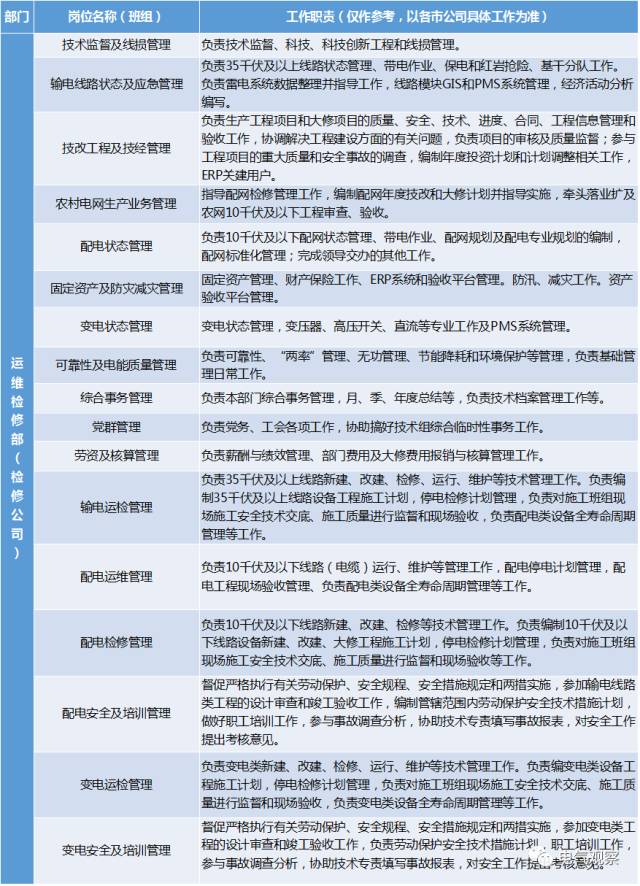 部门 岗位名称（班组） 工作职责（仅作参考，以各市公司具体工作为准）
运维检修部（检修公司）
技术监督及线损管理 负责技术监督、科技、科技创新工程和线损管理。
输电线路状态及应急管理 负责35千伏及以上线路状态管理、带电作业、保电和红岩抢险、基干分队工作。
负责雷电系统数据整理并指导工作，线路模块GIS和PMS系统管理，经济活动分析
编写。
技改工程及技经管理 负责生产工程项目和大修项目的质量、安全、技术、进度、合同、工程信息管理和
验收工作，协调解决工程建设方面的有关问题，负责项目的审核及质量监督；参与
工程项目的重大质量和安全事故的调查，编制年度投资计划和计划调整相关工作，
ERP关建用户。
农村电网生产业务管理 指导配网检修管理工作，编制配网年度技改和大修计划并指导实施，牵头落业扩及
农网10千伏及以下工程审查、验收。
配电状态管理 负责10千伏及以下配网状态管理、带电作业、配网规划及配电专业规划的编制，
配网标准化管理；完成领导交办的其他工作。
固定资产及防灾减灾管理 固定资产管理、财产保险工作、ERP系统和验收平台管理。防汛、减灾工作。资产
验收平台管理。
变电状态管理 变电状态管理，变压器、高压开关、直流等专业工作及PMS系统管理。
可靠性及电能质量管理 负责可靠性、“两率”管理、无功管理、节能降耗和环境保护等管理，负责基础管
理日常工作。
综合事务管理 负责本部门综合事务管理，月、季、年度总结等，负责技术档案管理工作等。
党群管理 负责党务、工会各项工作，协助搞好技术组综合临时性事务工作。
劳资及核算管理 负责薪酬与绩效管理、部门费用及大修费用报销与核算管理工作。
输电运检管理 负责35千伏及以上线路新建、改建、检修、运行、维护等技术管理工作。负责编
制35千伏及以上线路设备工程施工计划，停电检修计划管理，负责对施工班组现
场施工安全技术交底、施工质量进行监督和现场验收，负责配电类设备全寿命周期
管理等工作。
配电运维管理 负责10千伏及以下线路（电缆）运行、维护等管理工作，配电停电计划管理，配
电工程现场验收管理、负责配电类设备全寿命周期管理等工作。
配电检修管理 负责10千伏及以下线路新建、改建、检修等技术管理工作。负责编制10千伏及以
下线路设备新建、改建、大修工程施工计划，停电检修计划管理，负责对施工班组
现场施工安全技术交底、施工质量进行监督和现场验收等工作。
配电安全及培训管理 督促严格执行有关劳动保护、安全规程、安全措施规定和两措实施，参加输电线路
类工程的设计审查和竣工验收工作，编制管辖范围内劳动保护安全技术措施计划，
做好职工培训工作，参与事故调查分析，协助技术专责填写事故报表，对安全工作
提出考核意见。
变电运检管理 负责变电类新建、改建、检修、运行、维护等技术管理工作。负责编变电类设备工
程施工计划，停电检修计划管理，负责对施工班组现场施工安全技术交底、施工质
量进行监督和现场验收，负责变电类设备全寿命周期管理等工作。
变电安全及培训管理 督促严格执行有关劳动保护、安全规程、安全措施规定和两措实施，参加变电类工
程的设计审查和竣工验收工作，负责劳动保护安全技术措施计划，职工培训工作，
参与事故调查分析，协助技术专责填写事故报表，对安全工作提出考核意见。
电气观察